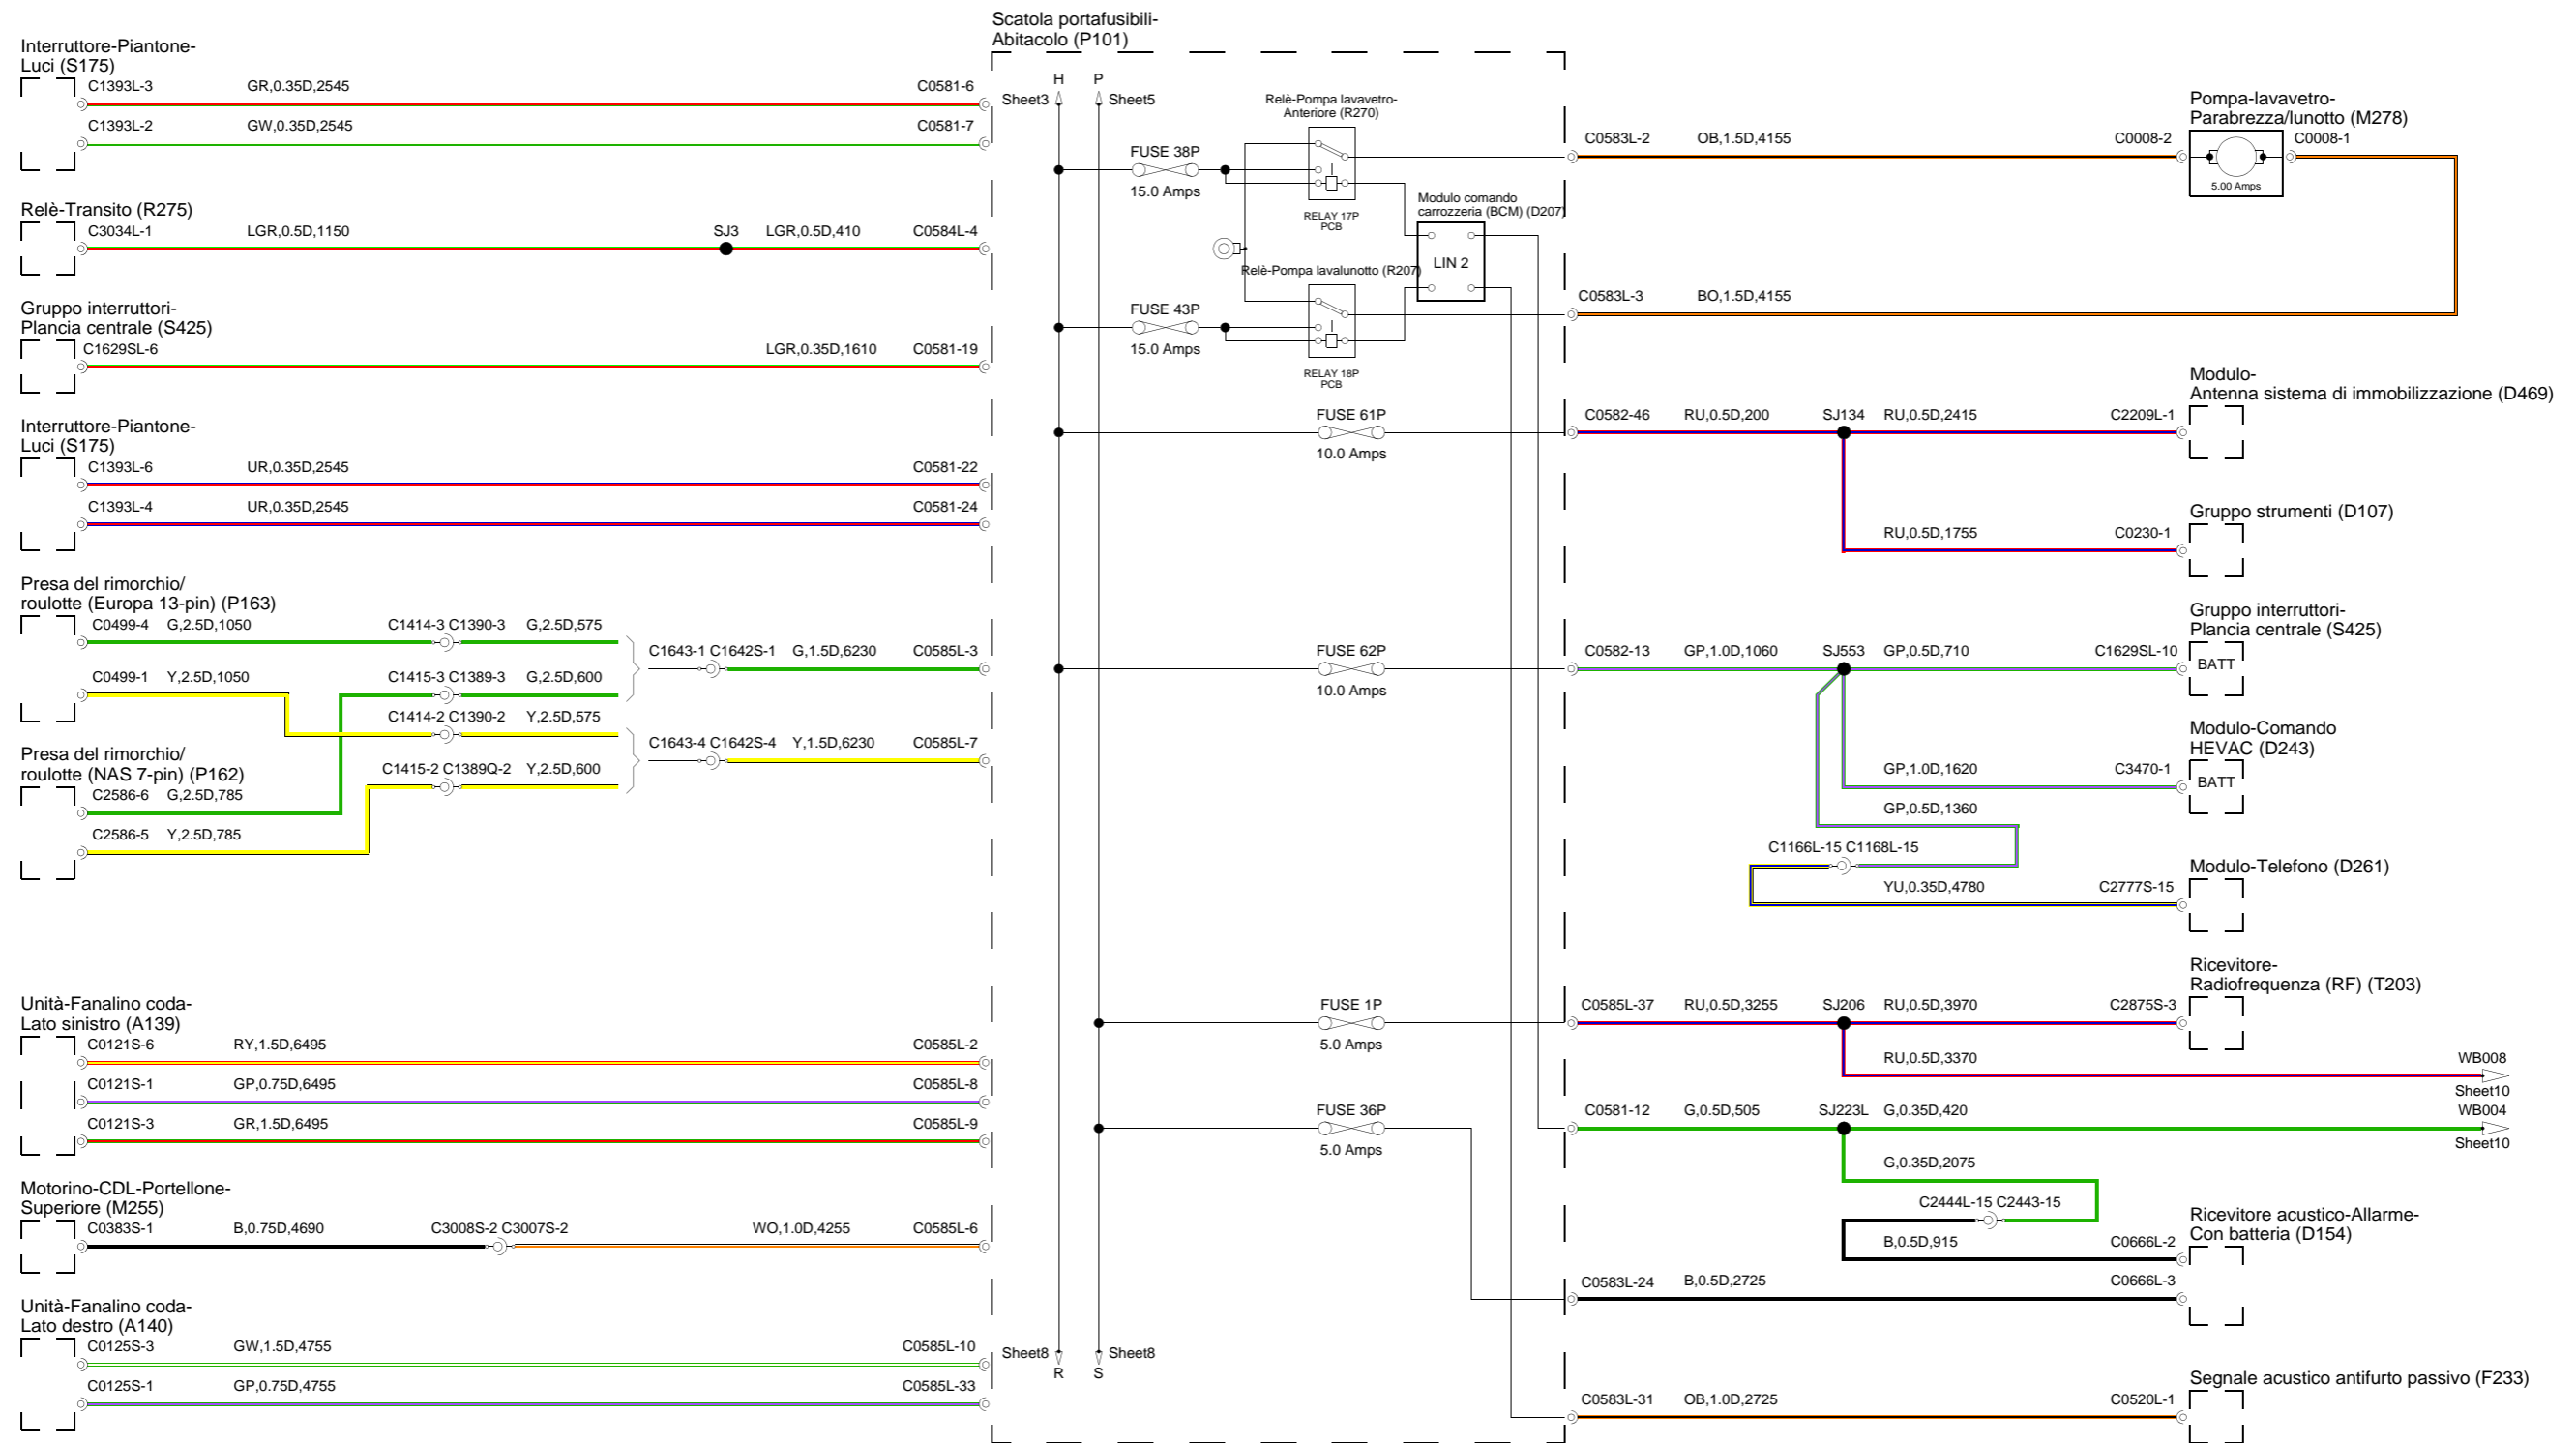 Scatola portafusibili-
Abitacolo (P101)
Interruttore-Piantone-
Luci (S175)
C1393L-3 GR,0.35D,2545 C0581-6
C1393L-2 GW,0.35D,2545 C0581-7
Relè-Transito (R275)
C3034L-1 LGR,0.5D,1150 SJ3 LGR,0.5D,410 C0584L-4
Gruppo interruttori-
Plancia centrale (S425)
C1629SL-6 LGR,0.35D,1610 C0581-19
Interruttore-Piantone-
Luci (S175)
C1393L-6 UR,0.35D,2545 C0581-22
C1393L-4 UR,0.35D,2545 C0581-24
Presa del rimorchio/
roulotte (Europa 13-pin) (P163)
C0499-4 G,2.5D,1050 C1414-3 C1390-3 G,2.5D,575
C1643-1 C1642S-1 G,1.5D,6230 C0585L-3
C0499-1 Y,2.5D,1050 C1415-3 C1389-3 G,2.5D,600
C1414-2 C1390-2 Y,2.5D,575
C1643-4 C1642S-4 Y,1.5D,6230 C0585L-7
Presa del rimorchio/
roulotte (NAS 7-pin) (P162)
C1415-2 C1389Q-2 Y,2.5D,600
C2586-6 G,2.5D,785
C2586-5 Y,2.5D,785
Unità-Fanalino coda-
Lato sinistro (A139)
C0121S-6 RY,1.5D,6495 C0585L-2
C0121S-1 GP,0.75D,6495 C0585L-8
C0121S-3 GR,1.5D,6495 C0585L-9
Motorino-CDL-Portellone-
Superiore (M255)
C0383S-1 B,0.75D,4690 C3008S-2 C3007S-2 WO,1.0D,4255 C0585L-6
Unità-Fanalino coda-
Lato destro (A140)
C0125S-3 GW,1.5D,4755 C0585L-10
C0125S-1 GP,0.75D,4755 C0585L-33
H P
Sheet3 Sheet5
Relè-Pompa lavavetro-
Anteriore (R270)
FUSE 38P
15.0 Amps
RELAY 17P
PCB
Modulo comando
carrozzeria (BCM) (D207)
LIN 2
Relè-Pompa lavalunotto (R207)
FUSE 43P
15.0 Amps
RELAY 18P
PCB
FUSE 61P
10.0 Amps
FUSE 62P
10.0 Amps
FUSE 1P
5.0 Amps
FUSE 36P
5.0 Amps
Sheet8 Sheet8
R S
Pompa-lavavetro-
Parabrezza/lunotto (M278)
C0583L-2 OB,1.5D,4155 C0008-2 C0008-1
5.00 Amps
C0583L-3 BO,1.5D,4155
Modulo-
Antenna sistema di immobilizzazione (D469)
C0582-46 RU,0.5D,200 SJ134 RU,0.5D,2415 C2209L-1
Gruppo strumenti (D107)
RU,0.5D,1755 C0230-1
Gruppo interruttori-
Plancia centrale (S425)
C0582-13 GP,1.0D,1060 SJ553 GP,0.5D,710 C1629SL-10
BATT
Modulo-Comando
HEVAC (D243)
GP,1.0D,1620 C3470-1
BATT
GP,0.5D,1360
C1166L-15 C1168L-15
Modulo-Telefono (D261)
YU,0.35D,4780 C2777S-15
Ricevitore-
Radiofrequenza (RF) (T203)
C0585L-37 RU,0.5D,3255 SJ206 RU,0.5D,3970 C2875S-3
RU,0.5D,3370 WB008
Sheet10
C0581-12 G,0.5D,505 SJ223L G,0.35D,420 WB004
Sheet10
G,0.35D,2075
C2444L-15 C2443-15
Ricevitore acustico-Allarme-
Con batteria (D154)
B,0.5D,915 C0666L-2
C0583L-24 B,0.5D,2725 C0666L-3
Segnale acustico antifurto passivo (F233)
C0583L-31 OB,1.0D,2725 C0520L-1